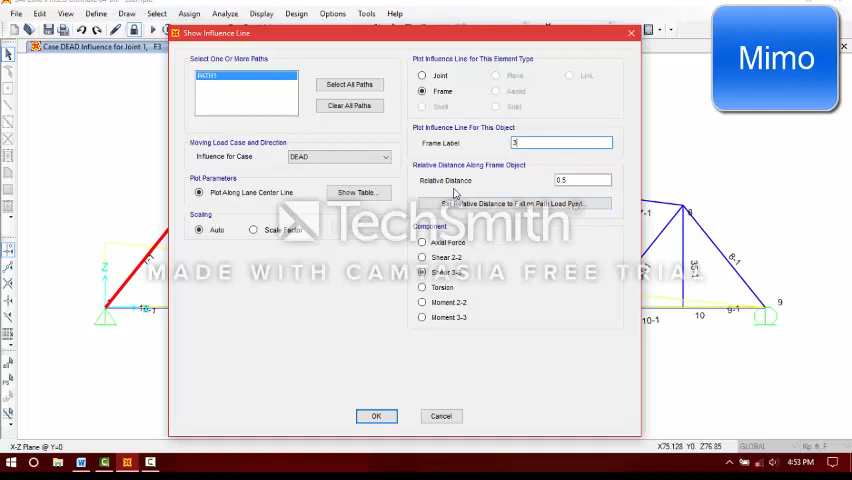 File Edit View Define Draw Select Assign Analyze Display Design Options Tools Help
Case DEAD Influence for Joint 1, F3
Show Influence Line
Select One Or More Paths
PATH1
Select All Paths
Clear All Paths
Moving Load Case and Direction
Influence for Case
DEAD
Plot Parameters
Plot Along Lane Center Line
Show Table...
Scaling
Auto
Scale Factor
Plot Influence Line for This Element Type
Joint
Plane
Link
Frame
Asolid
Shell
Solid
Plot Influence Line For This Object
Frame Label
3
Relative Distance Along Frame Object
Relative Distance
0.5
Set Relative Distance to Fall on Path Load Point...
Component
Axial Force
Shear 2-2
Shear 3-3
Torsion
Moment 2-2
Moment 3-3
OK
Cancel
Mimo
TechSmith
MADE WITH CAMTASIA FREE TRIAL
Z
8
8-1
35-1
9
10-1
10
9-1
X-Z Plane @ Y=0
X75.128 Y0 Z76.85
GLOBAL
Kip, ft, F
4:53 PM